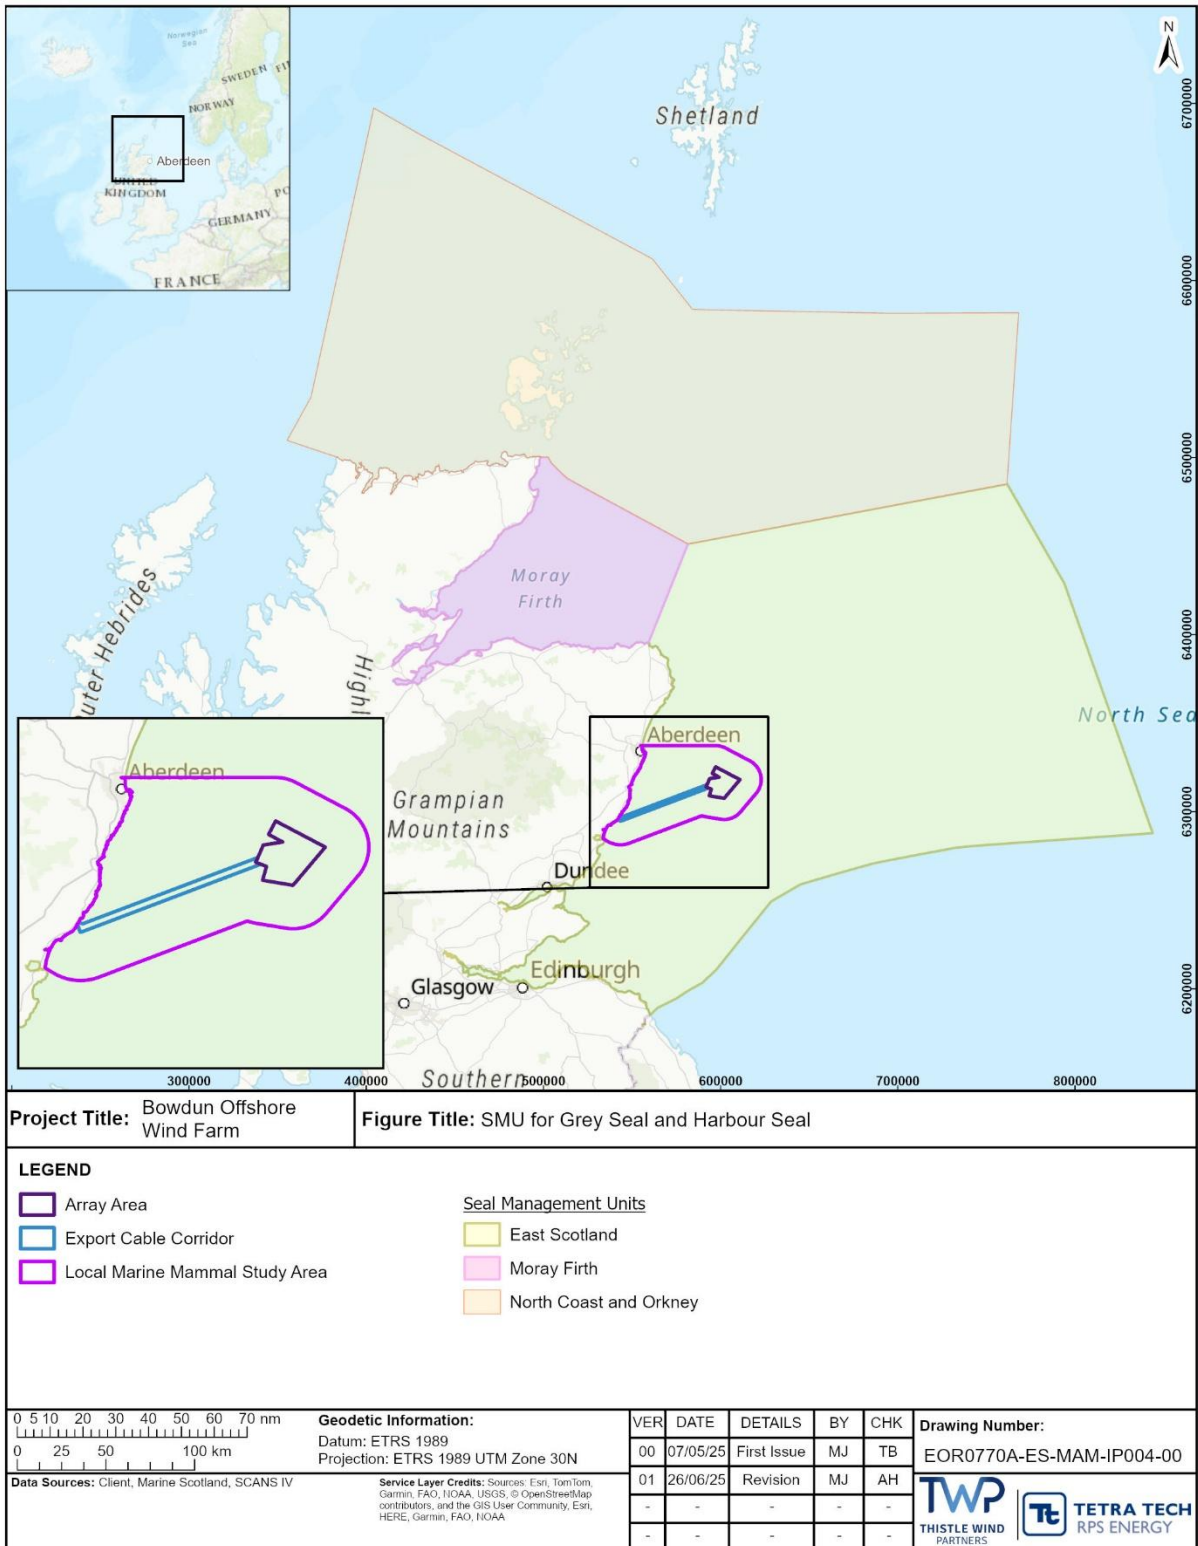 Norwegian
Sea
SWEDEN
FI
NORWAY
Aberdeen
UNITED
KINGDOM
GERMANY
FRANCE
N
Shetland
6700000
6600000
6500000
6400000
6300000
6200000
uter Hebrides
Moray
Firth
Highl
North Sea
Aberdeen
Aberdeen
Grampian
Mountains
Dundee
Edinburgh
Glasgow
Southern
300000
400000
500000
600000
700000
800000
Project Title: Bowdun Offshore
Wind Farm
Figure Title: SMU for Grey Seal and Harbour Seal
LEGEND
Array Area
Export Cable Corridor
Local Marine Mammal Study Area
Seal Management Units
East Scotland
Moray Firth
North Coast and Orkney
0 5 10 20 30 40 50 60 70 nm
0 25 50 100 km
Geodetic Information:
Datum: ETRS 1989
Projection: ETRS 1989 UTM Zone 30N
Data Sources: Client, Marine Scotland, SCANS IV
Service Layer Credits: Sources: Esri, TomTom,
Garmin, FAO, NOAA, USGS, © OpenStreetMap
contributors, and the GIS User Community, Esri,
HERE, Garmin, FAO, NOAA
VER DATE DETAILS BY CHK
00 07/05/25 First Issue MJ TB
01 26/06/25 Revision MJ AH
- - - - -
- - - - -
Drawing Number:
EOR0770A-ES-MAM-IP004-00
TWP
THISTLE WIND
PARTNERS
Tt
TETRA TECH
RPS ENERGY